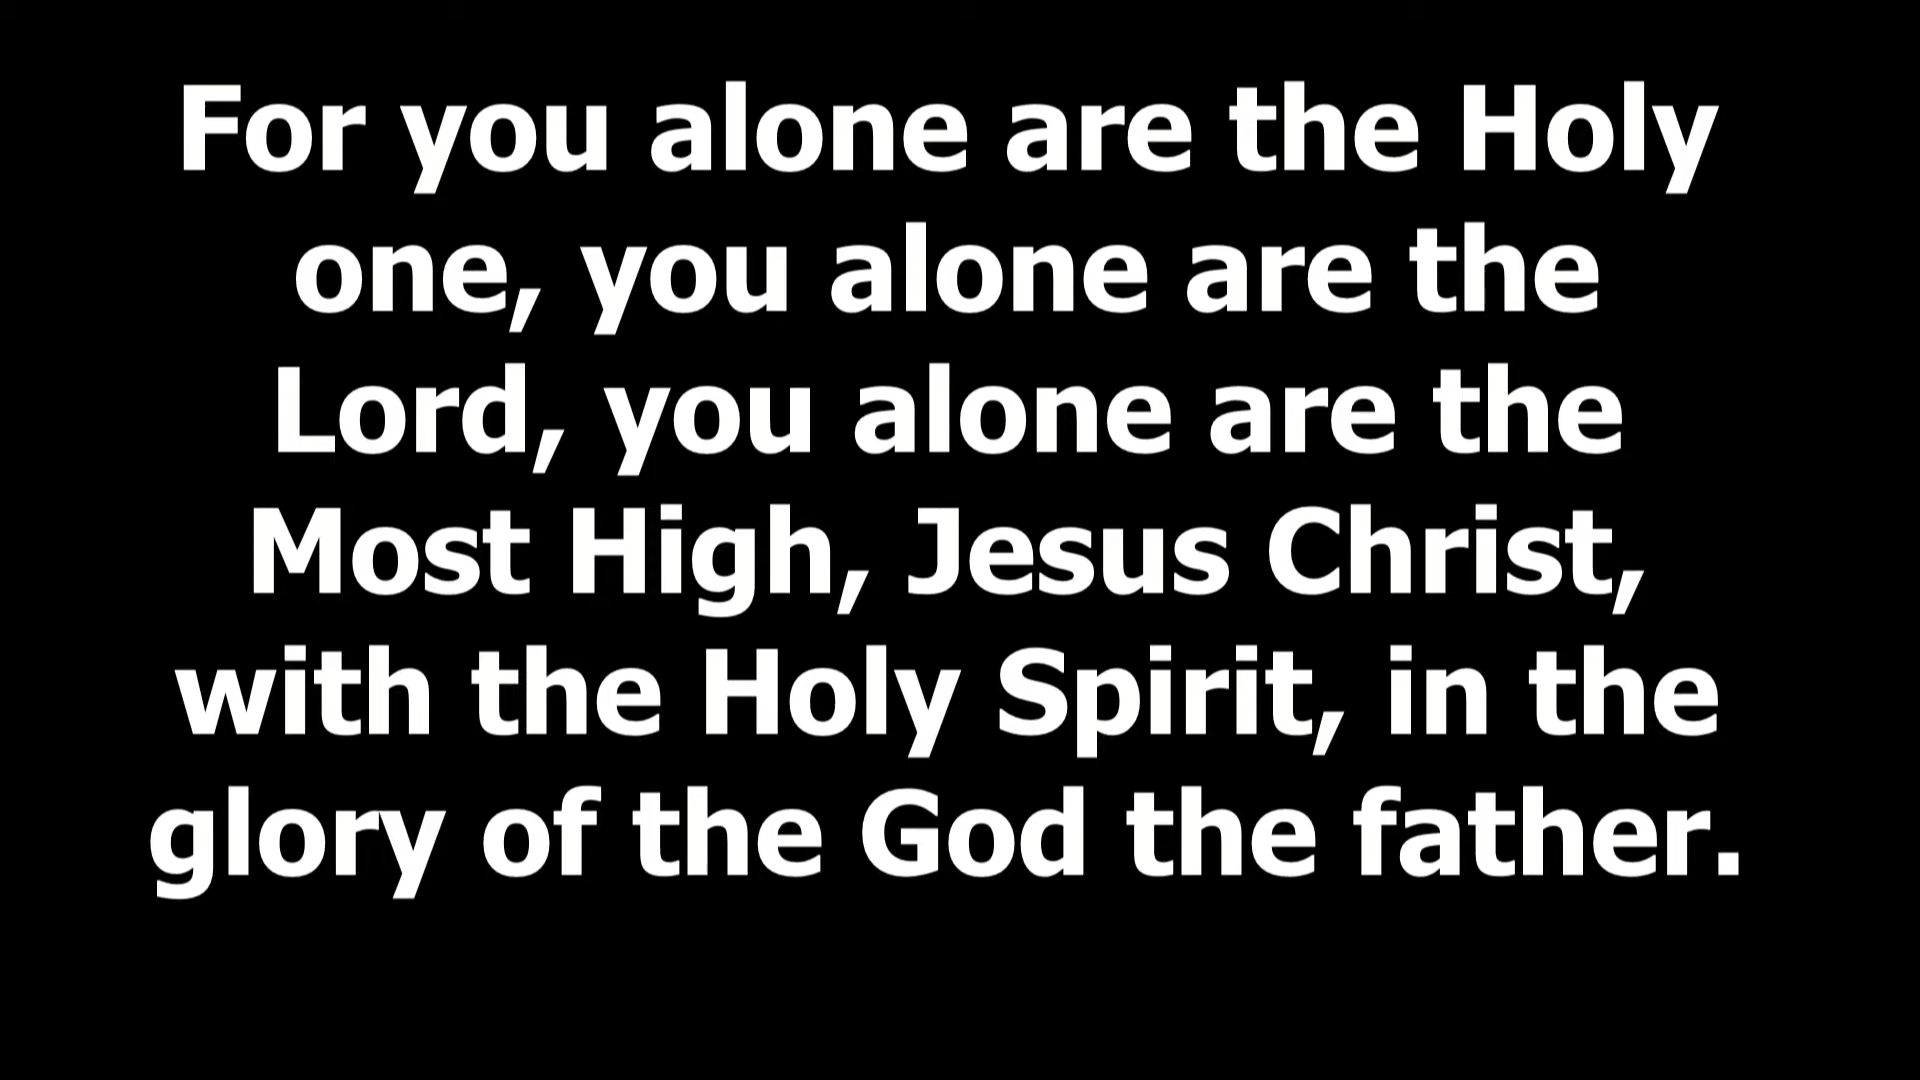 For you alone are the Holy
one, you alone are the
Lord, you alone are the
Most High, Jesus Christ,
with the Holy Spirit, in the
glory of the God the father.